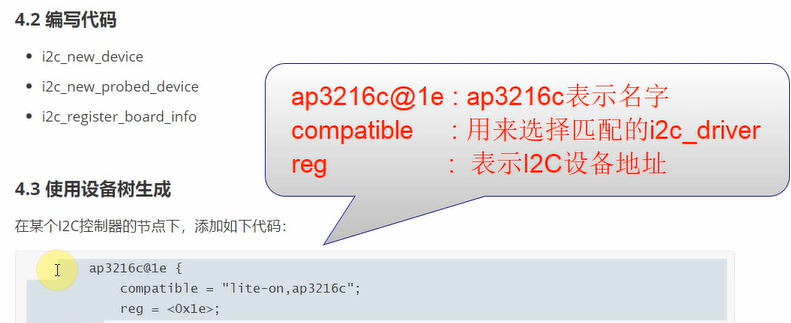 4.2 编写代码
i2c_new_device
i2c_new_probed_device
i2c_register_board_info
ap3216c@1e : ap3216c表示名字
compatible : 用来选择匹配的i2c_driver
reg : 表示I2C设备地址
4.3 使用设备树生成
在某个I2C控制器的节点下，添加如下代码：
ap3216c@1e {
compatible = "lite-on,ap3216c";
reg = <0x1e>;